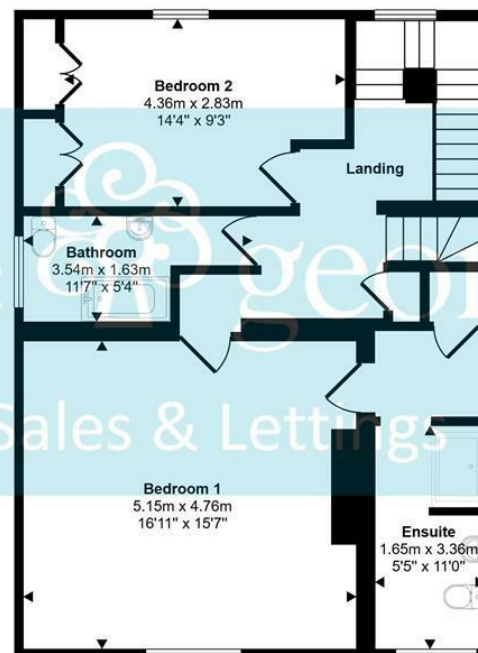 Bedroom 2
4.36m x 2.83m
14'4" x 9'3"
Landing
Bathroom
3.54m x 1.63m
11'7" x 5'4"
e georg
Sales & Lettings
Bedroom 1
5.15m x 4.76m
16'11" x 15'7"
Ensuite
1.65m x 3.36m
5'5" x 11'0"